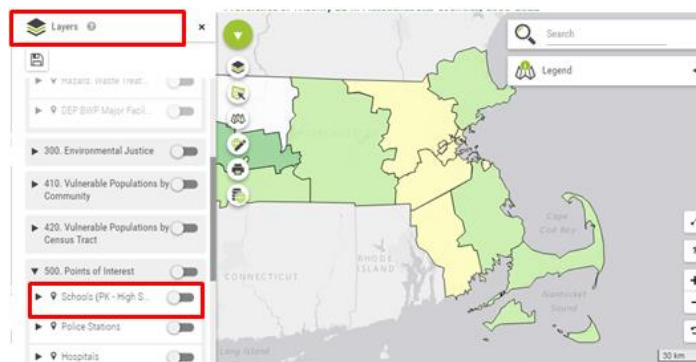 Layers
Search
Legend
Hazard. Waste Treat...
DEP BWP Major Facil...
300. Environmental Justice
410. Vulnerable Populations by
Community
420. Vulnerable Populations by
Census Tract
500. Points of Interest
Schools (PK - High S...
Police Stations
Hospitals
CONNECTICUT
RHODE
ISLAND
Cape
Cod Bay
Nantucket
Sound
Long Island
30 km